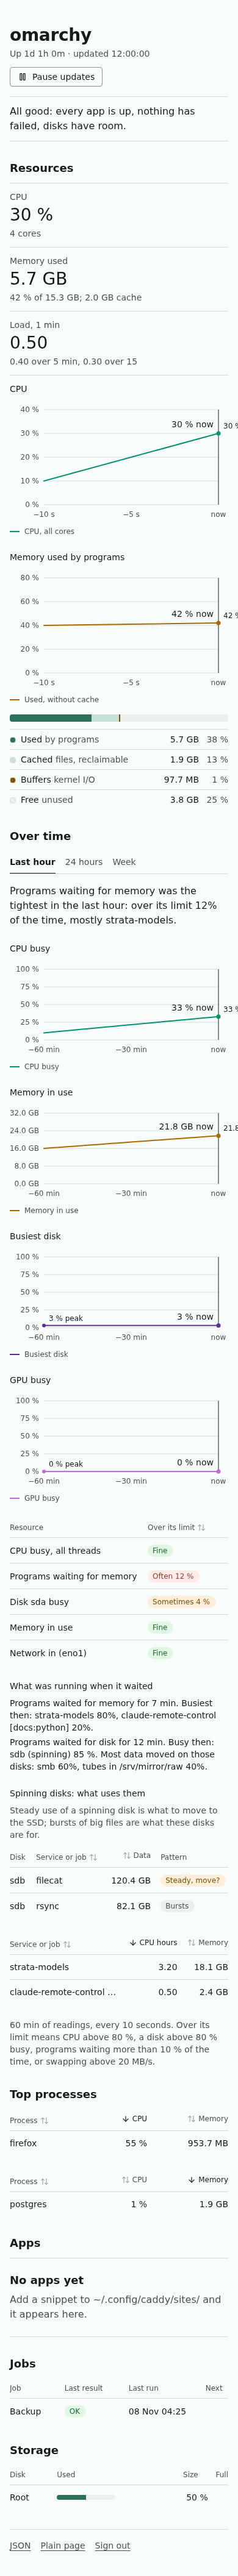 omarchy
Up 1d 1h 0m · updated 12:00:00
Pause updates
All good: every app is up, nothing has
failed, disks have room.
Resources
CPU
30 %
4 cores
Memory used
5.7 GB
42 % of 15.3 GB; 2.0 GB cache
Load, 1 min
0.50
0.40 over 5 min, 0.30 over 15
CPU
40 %
30 % now 30 %
30 %
20 %
10 %
0 %
−10 s −5 s now
CPU, all cores
Memory used by programs
80 %
60 %
42 % now 42 %
40 %
20 %
0 %
−10 s −5 s now
Used, without cache
Used by programs 5.7 GB 38 %
Cached files, reclaimable 1.9 GB 13 %
Buffers kernel I/O 97.7 MB 1 %
Free unused 3.8 GB 25 %
Over time
Last hour 24 hours Week
Programs waiting for memory was the
tightest in the last hour: over its limit 12%
of the time, mostly strata-models.
CPU busy
100 %
75 %
50 %
33 % now 33 %
25 %
0 %
−60 min −30 min now
CPU busy
Memory in use
32.0 GB
24.0 GB 21.8 GB now 21.8
16.0 GB
8.0 GB
0.0 GB
−60 min −30 min now
Memory in use
Busiest disk
100 %
75 %
50 %
25 %
3 % peak 3 % now
0 %
−60 min −30 min now
Busiest disk
GPU busy
100 %
75 %
50 %
25 %
0 % peak 0 % now
0 %
−60 min −30 min now
GPU busy
Resource Over its limit
CPU busy, all threads Fine
Programs waiting for memory Often 12 %
Disk sda busy Sometimes 4 %
Memory in use Fine
Network in (eno1) Fine
What was running when it waited
Programs waited for memory for 7 min. Busiest
then: strata-models 80%, claude-remote-control
[docs:python] 20%.
Programs waited for disk for 12 min. Busy then:
sdb (spinning) 85 %. Most data moved on those
disks: smb 60%, tubes in /srv/mirror/raw 40%.
Spinning disks: what uses them
Steady use of a spinning disk is what to move to
the SSD; bursts of big files are what these disks
are for.
Disk Service or job Data Pattern
sdb filecat 120.4 GB Steady, move?
sdb rsync 82.1 GB Bursts
Service or job CPU hours Memory
strata-models 3.20 18.1 GB
claude-remote-control … 0.50 2.4 GB
60 min of readings, every 10 seconds. Over its
limit means CPU above 80 %, a disk above 80 %
busy, programs waiting more than 10 % of the
time, or swapping above 20 MB/s.
Top processes
Process CPU Memory
firefox 55 % 953.7 MB
Process CPU Memory
postgres 1 % 1.9 GB
Apps
No apps yet
Add a snippet to ~/.config/caddy/sites/ and
it appears here.
Jobs
Job Last result Last run Next
Backup OK 08 Nov 04:25
Storage
Disk Used Size Full
Root 50 %
JSON Plain page Sign out